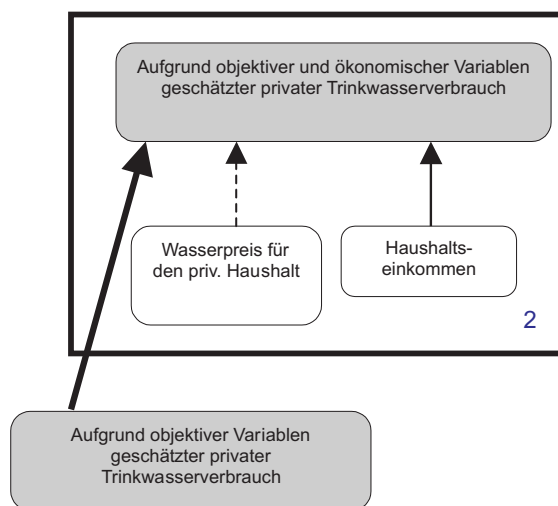 Aufgrund objektiver und ökonomischer Variablen
geschätzter privater Trinkwasserverbrauch
Wasserpreis für
den priv. Haushalt
Haushalts-
einkommen
2
Aufgrund objektiver Variablen
geschätzter privater
Trinkwasserverbrauch